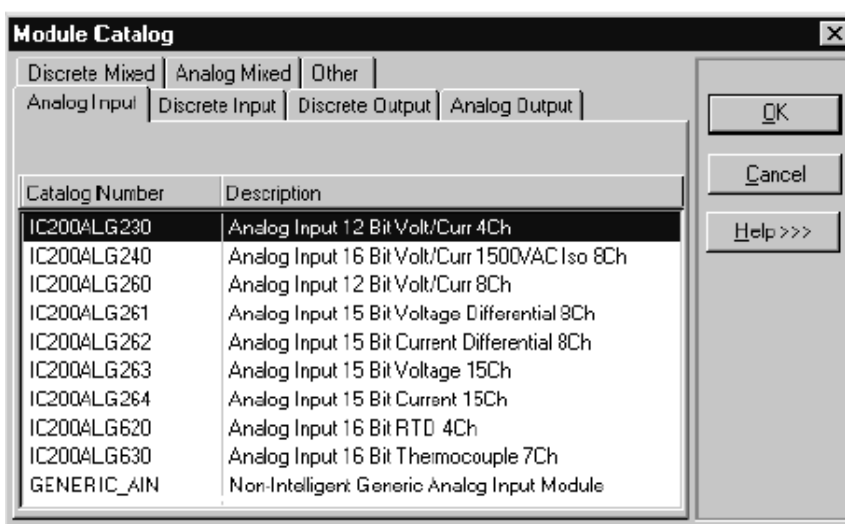 Module Catalog
Discrete Mixed Analog Mixed Other
Analog Input Discrete Input Discrete Output Analog Output
Catalog Number Description
IC200ALG230 Analog Input 12 Bit Volt/Curr 4Ch
IC200ALG240 Analog Input 16 Bit Volt/Curr 1500VAC Iso 8Ch
IC200ALG260 Analog Input 12 Bit Volt/Curr 8Ch
IC200ALG261 Analog Input 15 Bit Voltage Differential 8Ch
IC200ALG262 Analog Input 15 Bit Current Differential 8Ch
IC200ALG263 Analog Input 15 Bit Voltage 15Ch
IC200ALG264 Analog Input 15 Bit Current 15Ch
IC200ALG620 Analog Input 16 Bit RTD 4Ch
IC200ALG630 Analog Input 16 Bit Thermocouple 7Ch
GENERIC_AIN Non-Intelligent Generic Analog Input Module
OK
Cancel
Help >>>